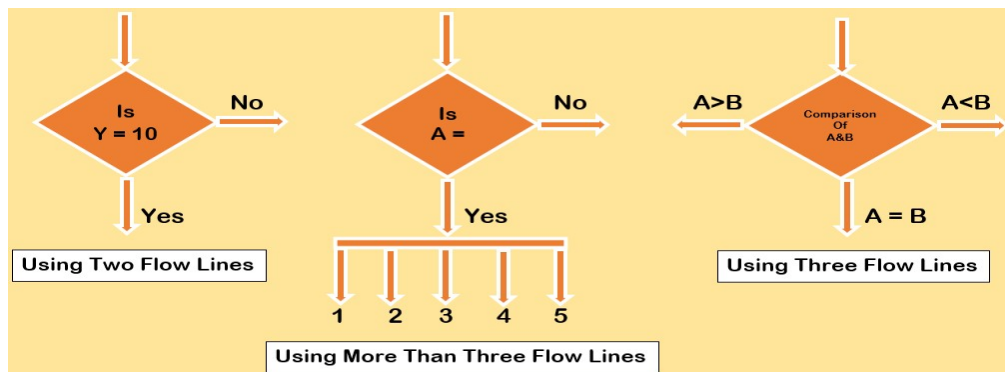 Is
Y = 10
No
Yes
Using Two Flow Lines
Is
A =
No
Yes
1 2 3 4 5
Using More Than Three Flow Lines
A>B
Comparison
Of
A&B
A<B
A = B
Using Three Flow Lines